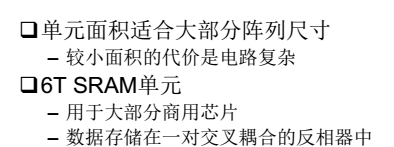 ❑单元面积适合大部分阵列尺寸
– 较小面积的代价是电路复杂
❑6T SRAM单元
– 用于大部分商用芯片
– 数据存储在一对交叉耦合的反相器中